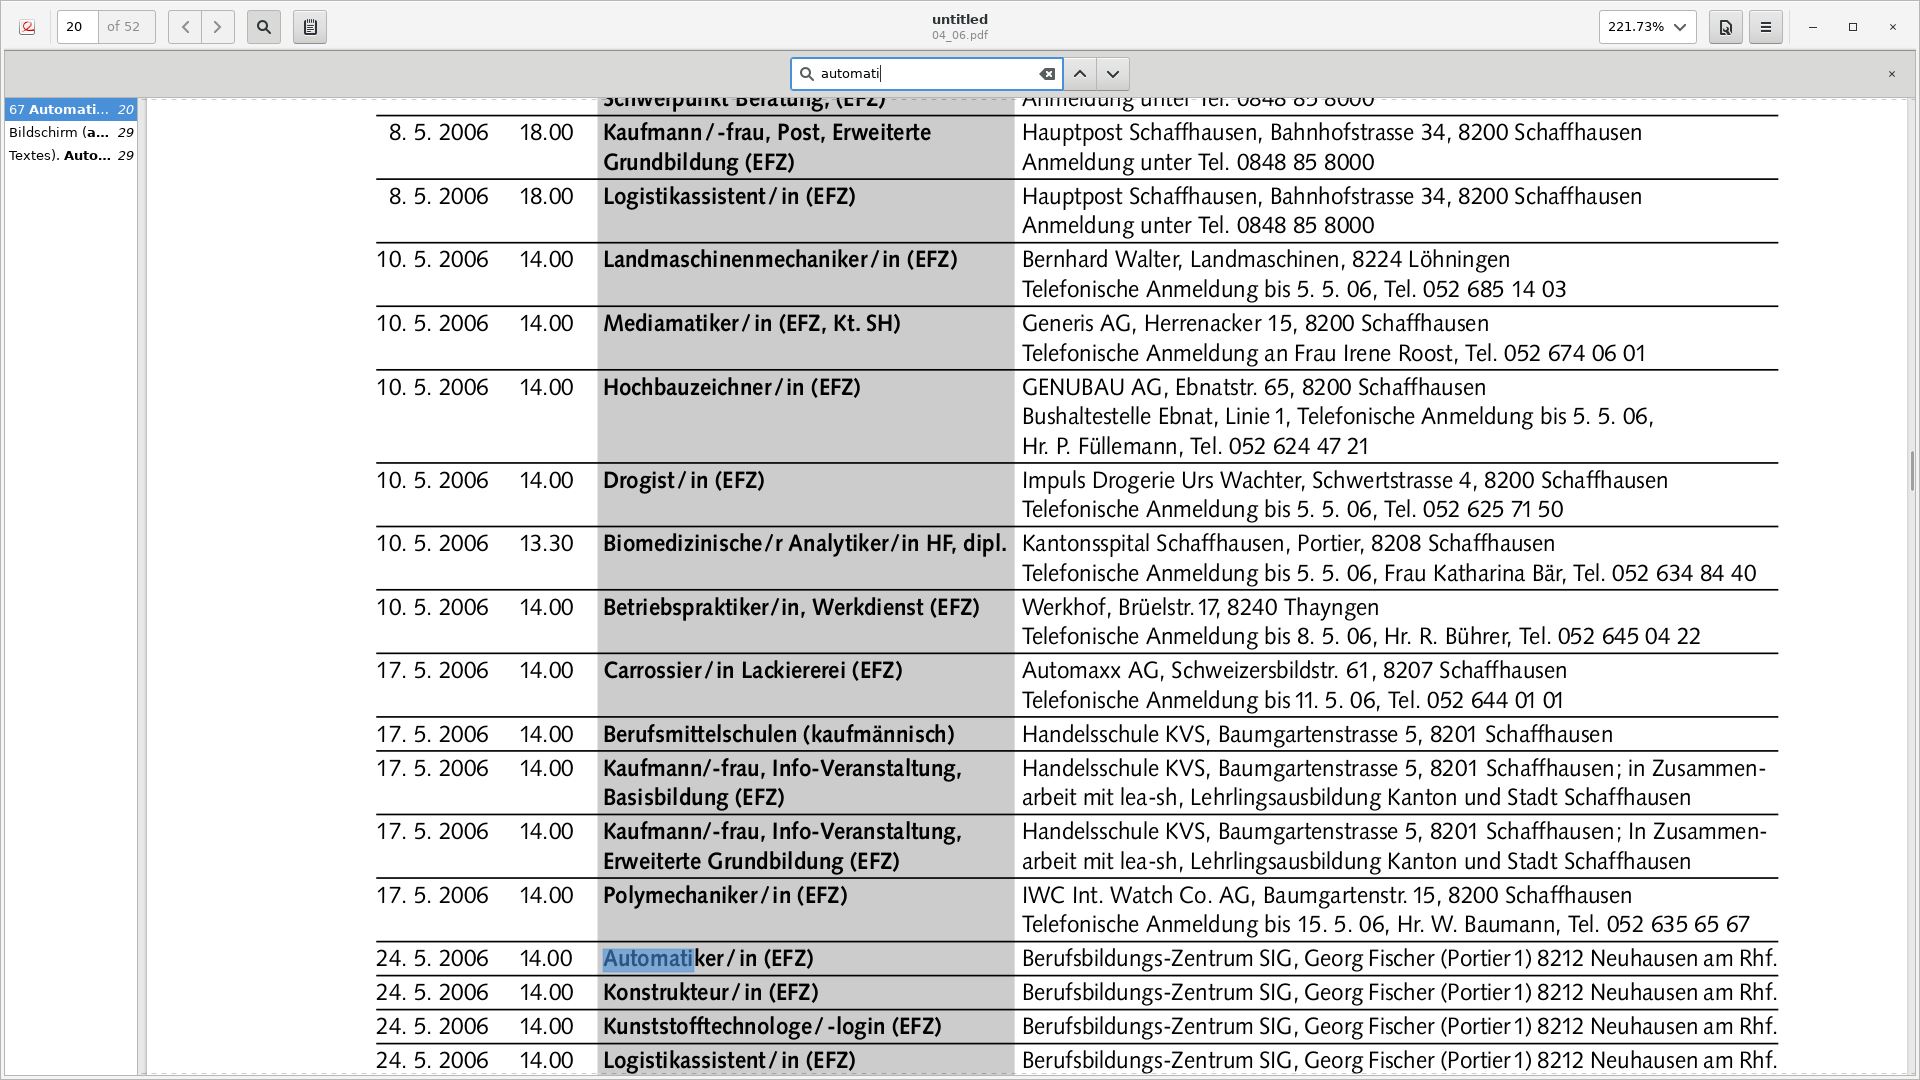 20 of 52
untitled
04_06.pdf
221.73%
automati
67 Automati... 20
Bildschirm (a... 29
Textes). Auto... 29
Schwerpunkt Beratung, (EFZ) Anmeldung unter Tel. 0848 85 8000
8. 5. 2006 18.00 Kaufmann / -frau, Post, Erweiterte Hauptpost Schaffhausen, Bahnhofstrasse 34, 8200 Schaffhausen
Grundbildung (EFZ) Anmeldung unter Tel. 0848 85 8000
8. 5. 2006 18.00 Logistikassistent / in (EFZ) Hauptpost Schaffhausen, Bahnhofstrasse 34, 8200 Schaffhausen
Anmeldung unter Tel. 0848 85 8000
10. 5. 2006 14.00 Landmaschinenmechaniker / in (EFZ) Bernhard Walter, Landmaschinen, 8224 Löhningen
Telefonische Anmeldung bis 5. 5. 06, Tel. 052 685 14 03
10. 5. 2006 14.00 Mediamatiker / in (EFZ, Kt. SH) Generis AG, Herrenacker 15, 8200 Schaffhausen
Telefonische Anmeldung an Frau Irene Roost, Tel. 052 674 06 01
10. 5. 2006 14.00 Hochbauzeichner / in (EFZ) GENUBAU AG, Ebnatstr. 65, 8200 Schaffhausen
Bushaltestelle Ebnat, Linie 1, Telefonische Anmeldung bis 5. 5. 06,
Hr. P. Füllemann, Tel. 052 624 47 21
10. 5. 2006 14.00 Drogist / in (EFZ) Impuls Drogerie Urs Wachter, Schwertstrasse 4, 8200 Schaffhausen
Telefonische Anmeldung bis 5. 5. 06, Tel. 052 625 71 50
10. 5. 2006 13.30 Biomedizinische/r Analytiker/in HF, dipl. Kantonsspital Schaffhausen, Portier, 8208 Schaffhausen
Telefonische Anmeldung bis 5. 5. 06, Frau Katharina Bär, Tel. 052 634 84 40
10. 5. 2006 14.00 Betriebspraktiker/in, Werkdienst (EFZ) Werkhof, Brüelstr. 17, 8240 Thayngen
Telefonische Anmeldung bis 8. 5. 06, Hr. R. Bührer, Tel. 052 645 04 22
17. 5. 2006 14.00 Carrossier / in Lackiererei (EFZ) Automaxx AG, Schweizersbildstr. 61, 8207 Schaffhausen
Telefonische Anmeldung bis 11. 5. 06, Tel. 052 644 01 01
17. 5. 2006 14.00 Berufsmittelschulen (kaufmännisch) Handelsschule KVS, Baumgartenstrasse 5, 8201 Schaffhausen
17. 5. 2006 14.00 Kaufmann/-frau, Info-Veranstaltung, Handelsschule KVS, Baumgartenstrasse 5, 8201 Schaffhausen; in Zusammen-
Basisbildung (EFZ) arbeit mit lea-sh, Lehrlingsausbildung Kanton und Stadt Schaffhausen
17. 5. 2006 14.00 Kaufmann/-frau, Info-Veranstaltung, Handelsschule KVS, Baumgartenstrasse 5, 8201 Schaffhausen; In Zusammen-
Erweiterte Grundbildung (EFZ) arbeit mit lea-sh, Lehrlingsausbildung Kanton und Stadt Schaffhausen
17. 5. 2006 14.00 Polymechaniker / in (EFZ) IWC Int. Watch Co. AG, Baumgartenstr. 15, 8200 Schaffhausen
Telefonische Anmeldung bis 15. 5. 06, Hr. W. Baumann, Tel. 052 635 65 67
24. 5. 2006 14.00 Automatiker / in (EFZ) Berufsbildungs-Zentrum SIG, Georg Fischer (Portier 1) 8212 Neuhausen am Rhf.
24. 5. 2006 14.00 Konstrukteur / in (EFZ) Berufsbildungs-Zentrum SIG, Georg Fischer (Portier 1) 8212 Neuhausen am Rhf.
24. 5. 2006 14.00 Kunststofftechnologe / -login (EFZ) Berufsbildungs-Zentrum SIG, Georg Fischer (Portier 1) 8212 Neuhausen am Rhf.
24. 5. 2006 14.00 Logistikassistent / in (EFZ) Berufsbildungs-Zentrum SIG, Georg Fischer (Portier 1) 8212 Neuhausen am Rhf.